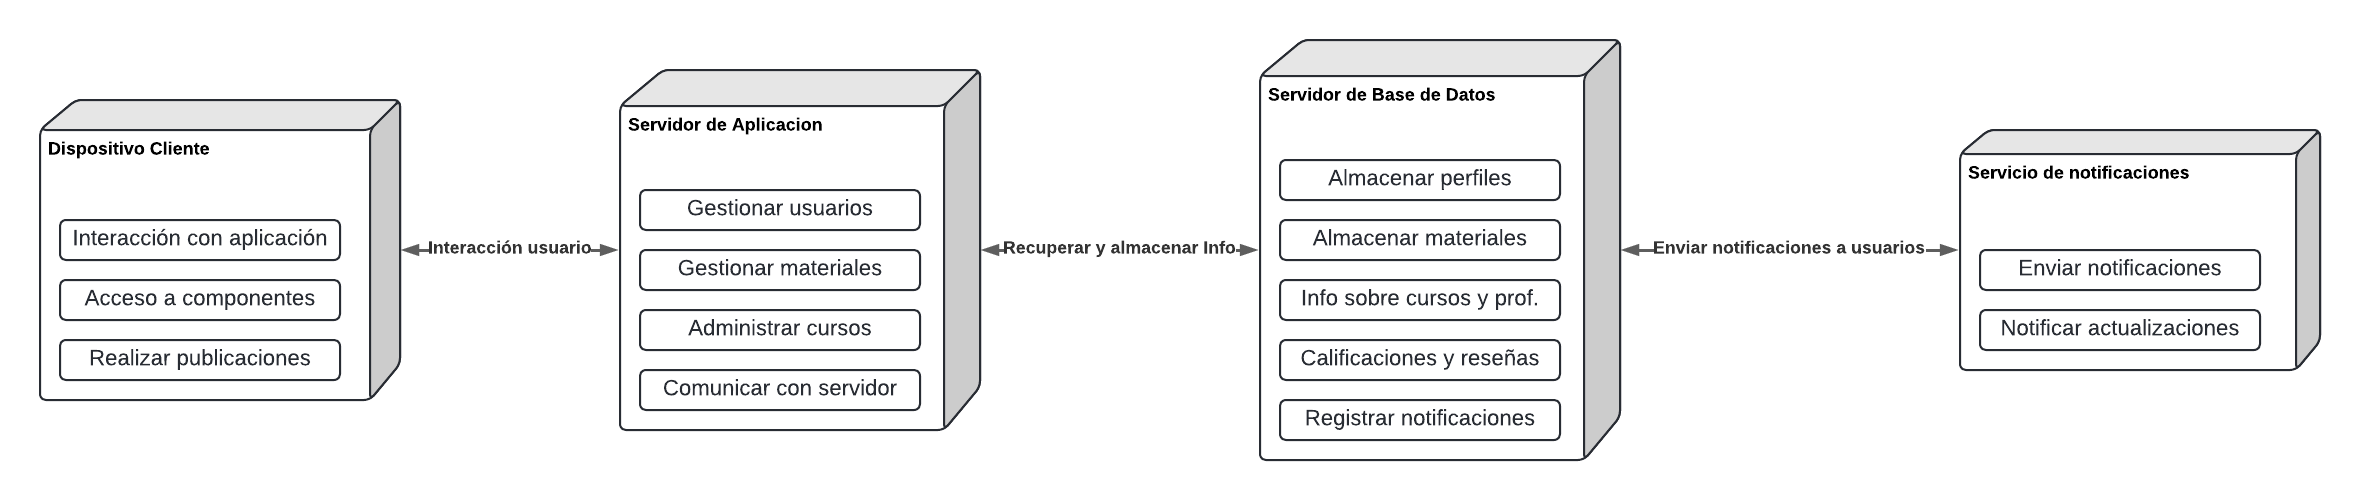 Dispositivo Cliente
Interacción con aplicación
Acceso a componentes
Realizar publicaciones
Interacción usuario
Servidor de Aplicacion
Gestionar usuarios
Gestionar materiales
Administrar cursos
Comunicar con servidor
Recuperar y almacenar Info
Servidor de Base de Datos
Almacenar perfiles
Almacenar materiales
Info sobre cursos y prof.
Calificaciones y reseñas
Registrar notificaciones
Enviar notificaciones a usuarios
Servicio de notificaciones
Enviar notificaciones
Notificar actualizaciones